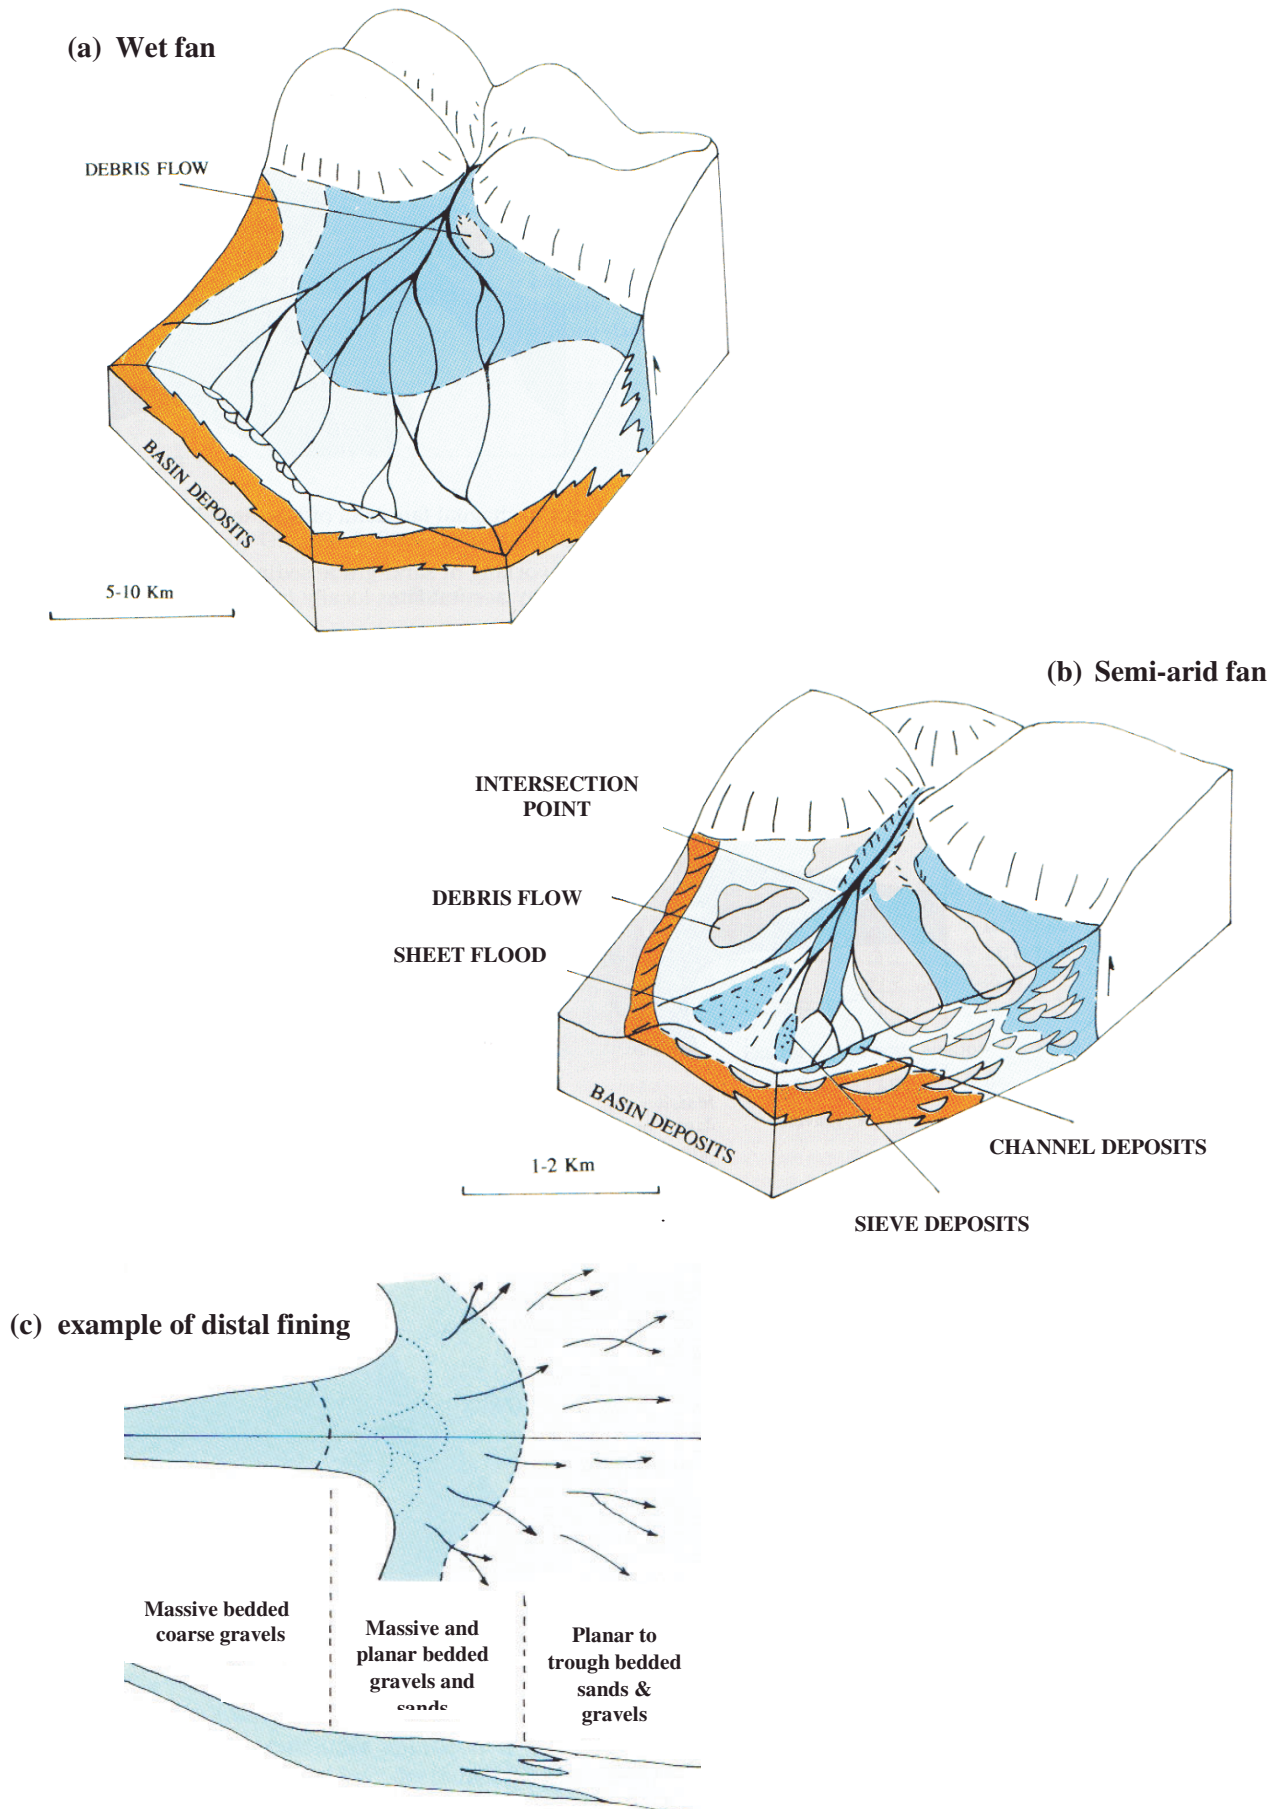 (a) Wet fan
DEBRIS FLOW
BASIN DEPOSITS
5-10 Km
(b) Semi-arid fan
INTERSECTION
POINT
DEBRIS FLOW
SHEET FLOOD
BASIN DEPOSITS
1-2 Km
CHANNEL DEPOSITS
SIEVE DEPOSITS
(c) example of distal fining
Massive bedded
coarse gravels
Massive and
planar bedded
gravels and
sands
Planar to
trough bedded
sands &
gravels